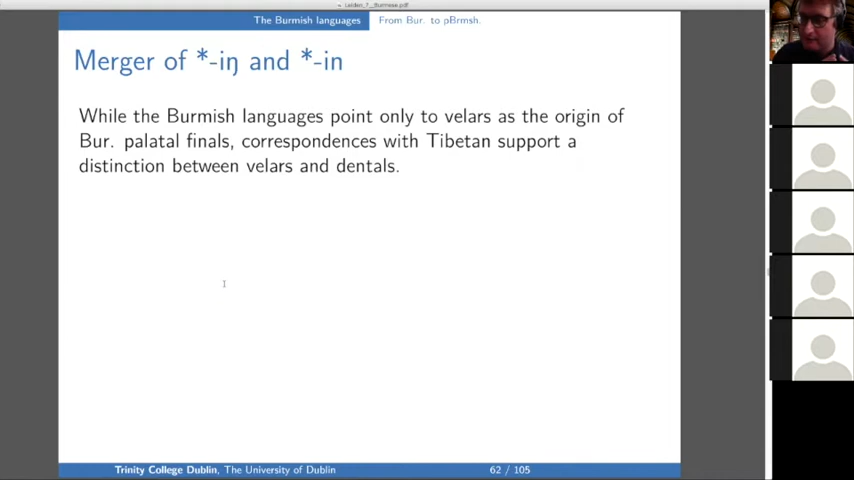 Leiden_7__Burmese.pdf
The Burmish languages From Bur. to pBrmsh.
Merger of *-iŋ and *-in
While the Burmish languages point only to velars as the origin of
Bur. palatal finals, correspondences with Tibetan support a
distinction between velars and dentals.
Trinity College Dublin, The University of Dublin 62 / 105